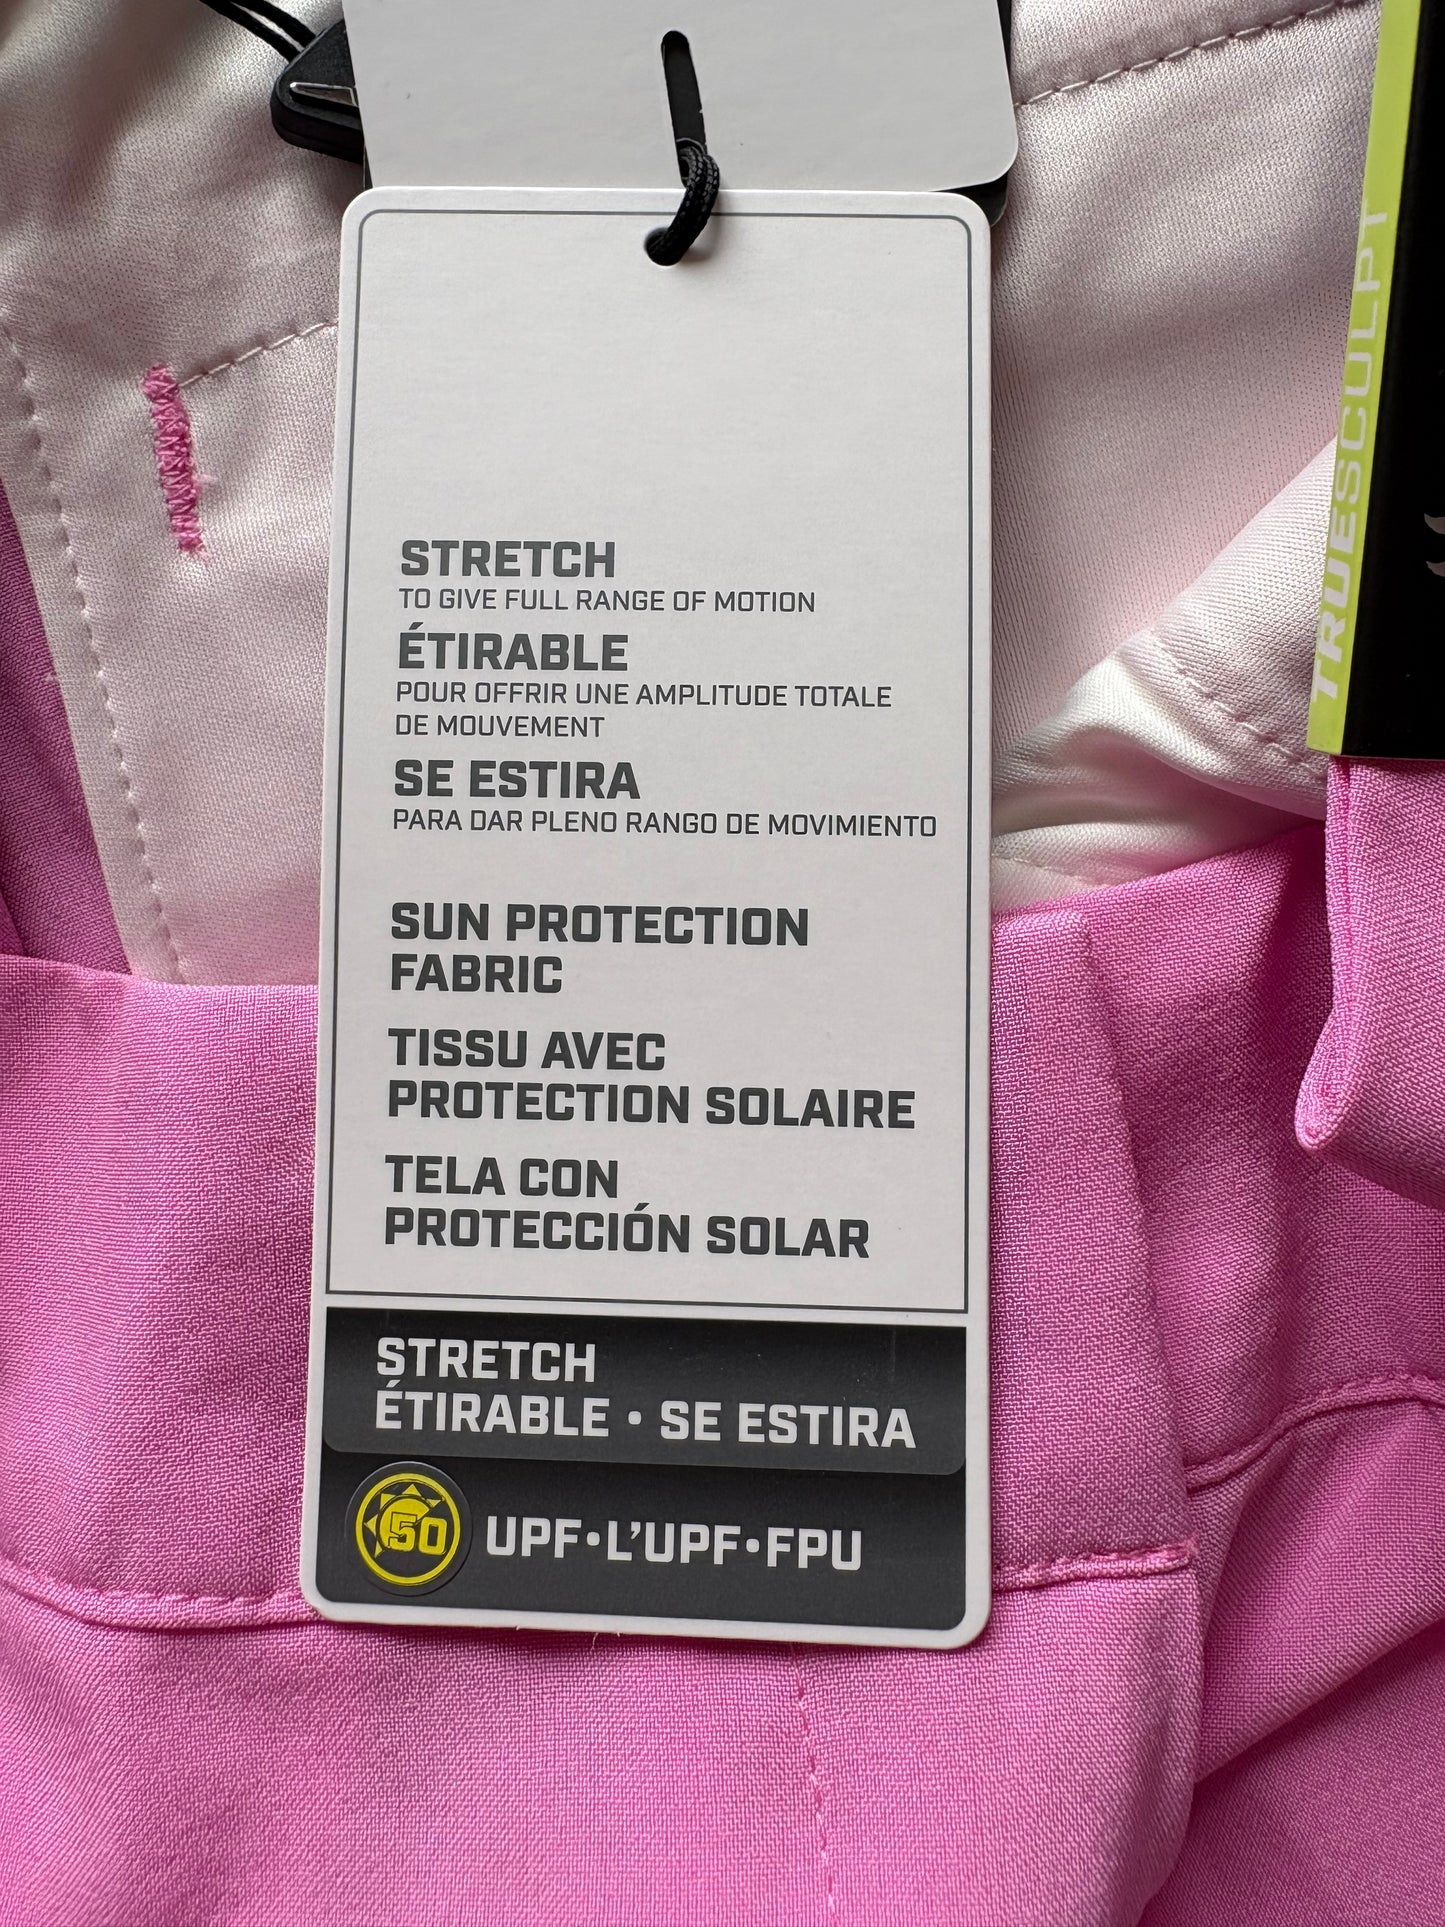 STRETCH
TO GIVE FULL RANGE OF MOTION
ÉTIRABLE
POUR OFFRIR UNE AMPLITUDE TOTALE
DE MOUVEMENT
SE ESTIRA
PARA DAR PLENO RANGO DE MOVIMIENTO
SUN PROTECTION
FABRIC
TISSU AVEC
PROTECTION SOLAIRE
TELA CON
PROTECCIÓN SOLAR
STRETCH
ÉTIRABLE • SE ESTIRA
50 UPF•L’UPF•FPU
TRUESCULPT